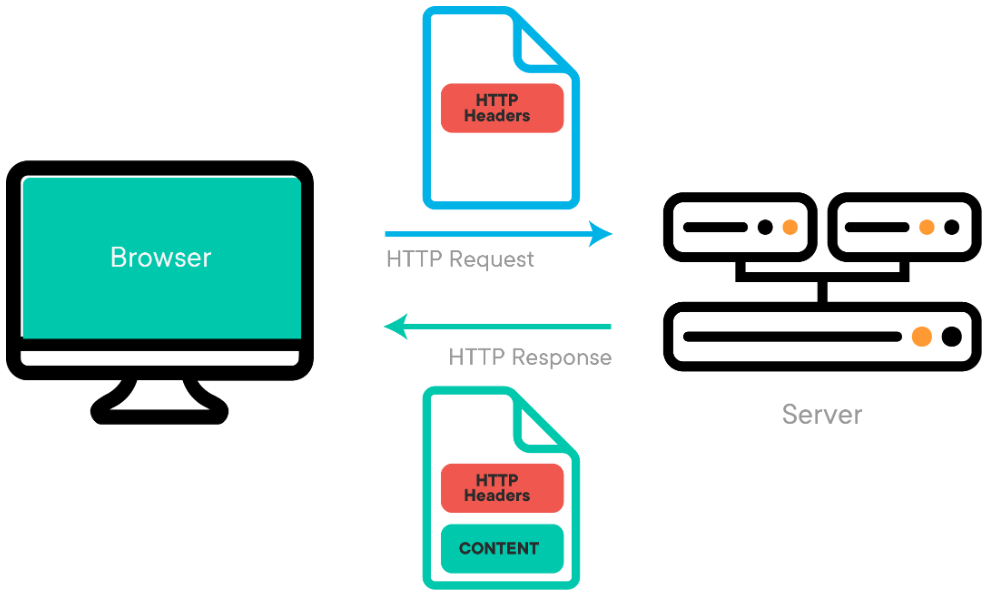 HTTP
Headers
Browser
HTTP Request
HTTP Response
Server
HTTP
Headers
CONTENT